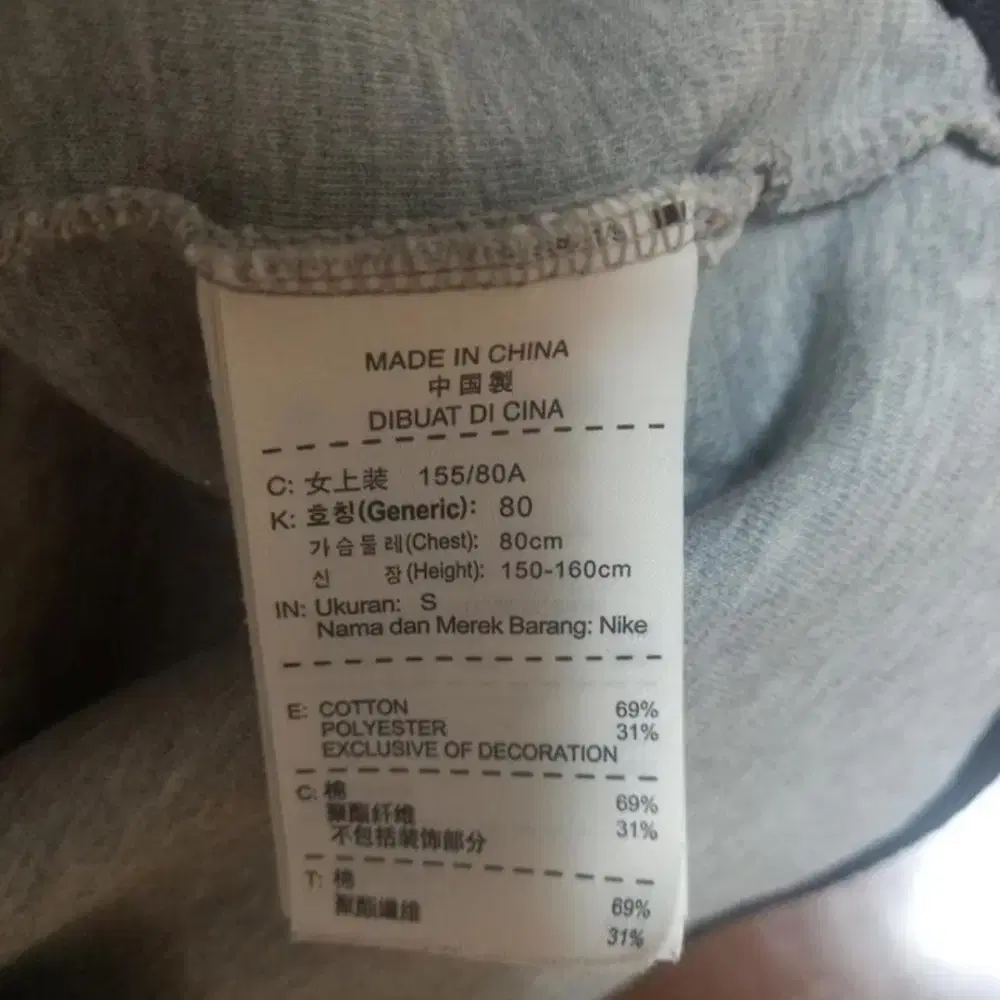 MADE IN CHINA
中国製
DIBUAT DI CINA
C: 女上装 155/80A
K: 호칭(Generic): 80
가슴둘레(Chest): 80cm
신 장(Height): 150-160cm
IN: Ukuran: S
Nama dan Merek Barang: Nike
E: COTTON 69%
POLYESTER 31%
EXCLUSIVE OF DECORATION
C: 棉 69%
聚酯纤维 31%
不包括装饰部分
T: 棉 69%
聚酯纖維 31%